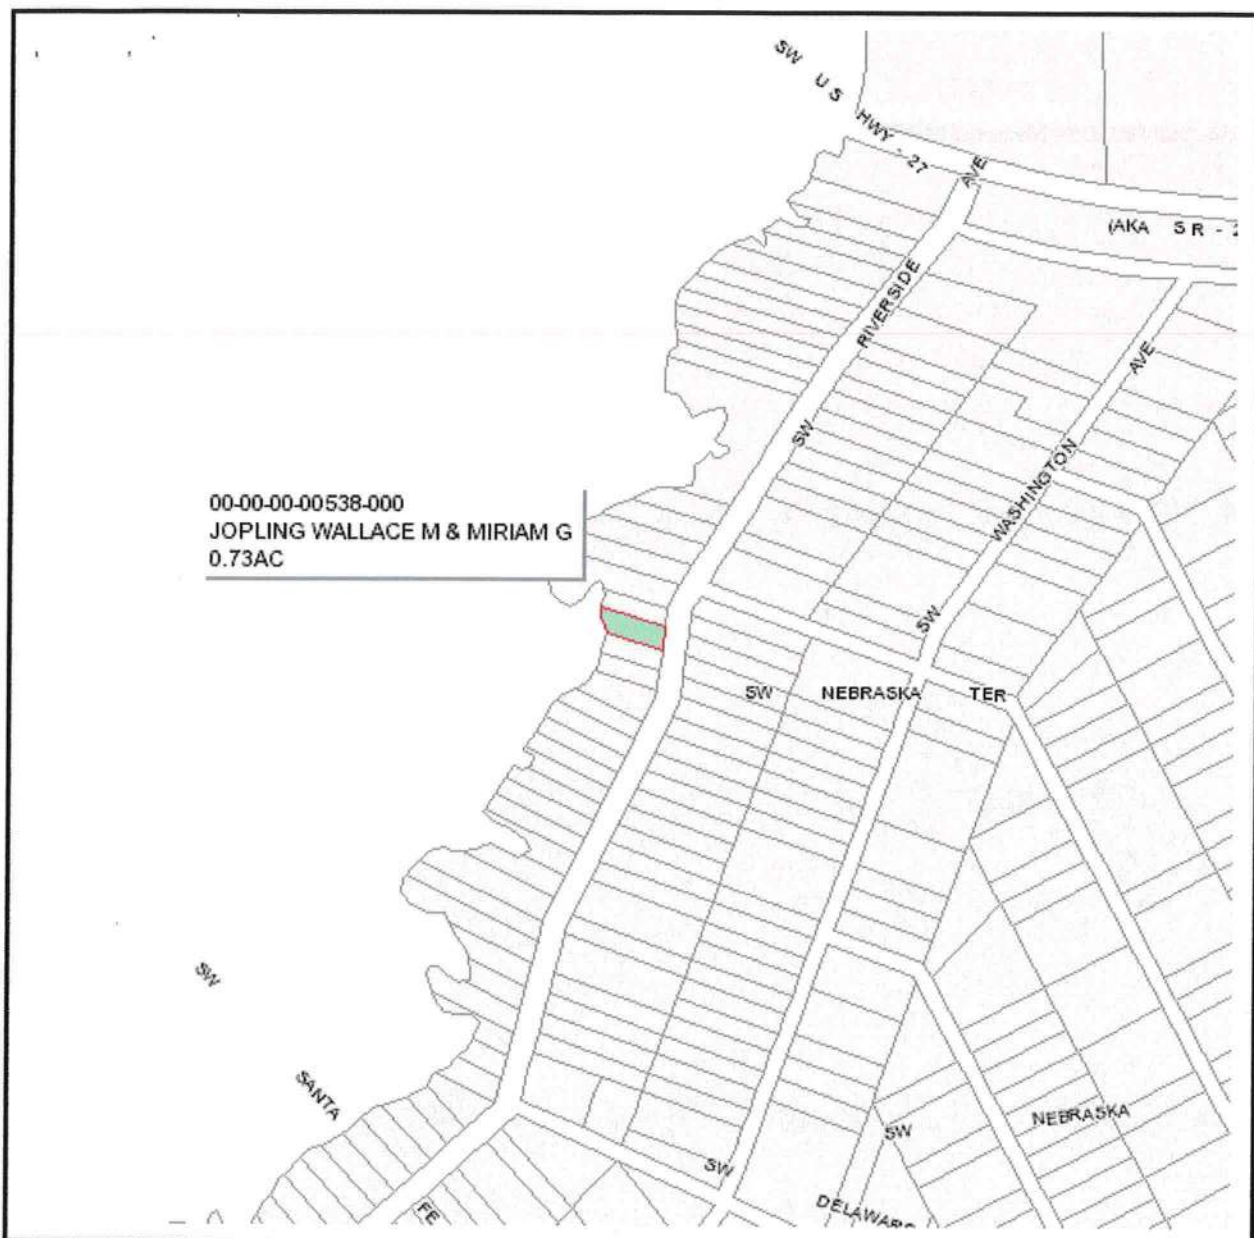 SW US HWY - 27
AVE
(AKA SR - 2
RIVERSIDE
SW
AVE
WASHINGTON
SW
00-00-00-00538-000
JOPLING WALLACE M & MIRIAM G
0.73AC
SW NEBRASKA TER
SW
SANTA
FE
SW
NEBRASKA
SW
DELAWARE